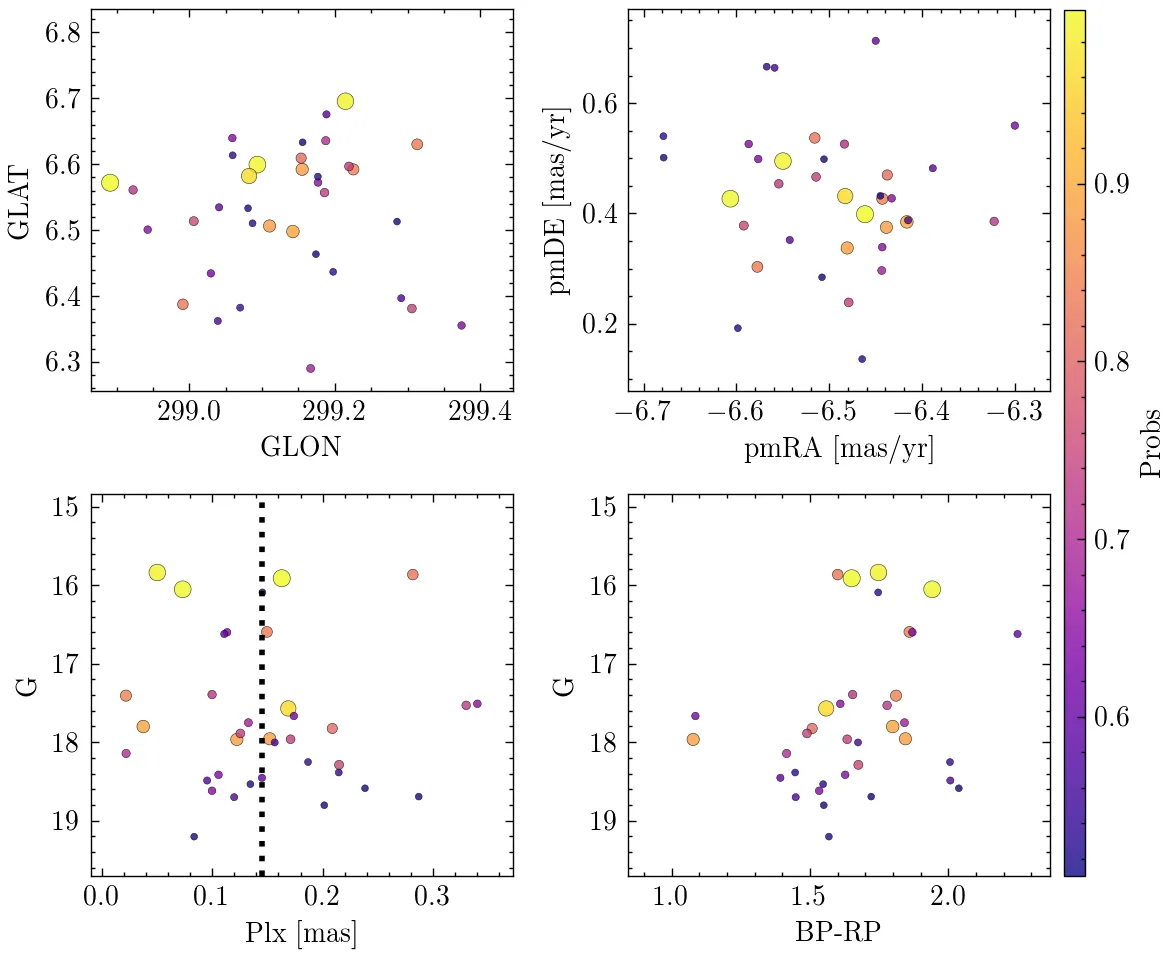 6.8
6.7
6.6
6.5
6.4
6.3
GLAT
299.0 299.2 299.4
GLON
0.6
0.4
0.2
pmDE [mas/yr]
−6.7 −6.6 −6.5 −6.4 −6.3
pmRA [mas/yr]
15
16
17
18
19
G
0.0 0.1 0.2 0.3
Plx [mas]
15
16
17
18
19
G
1.0 1.5 2.0
BP-RP
0.9
0.8
0.7
0.6
Probs